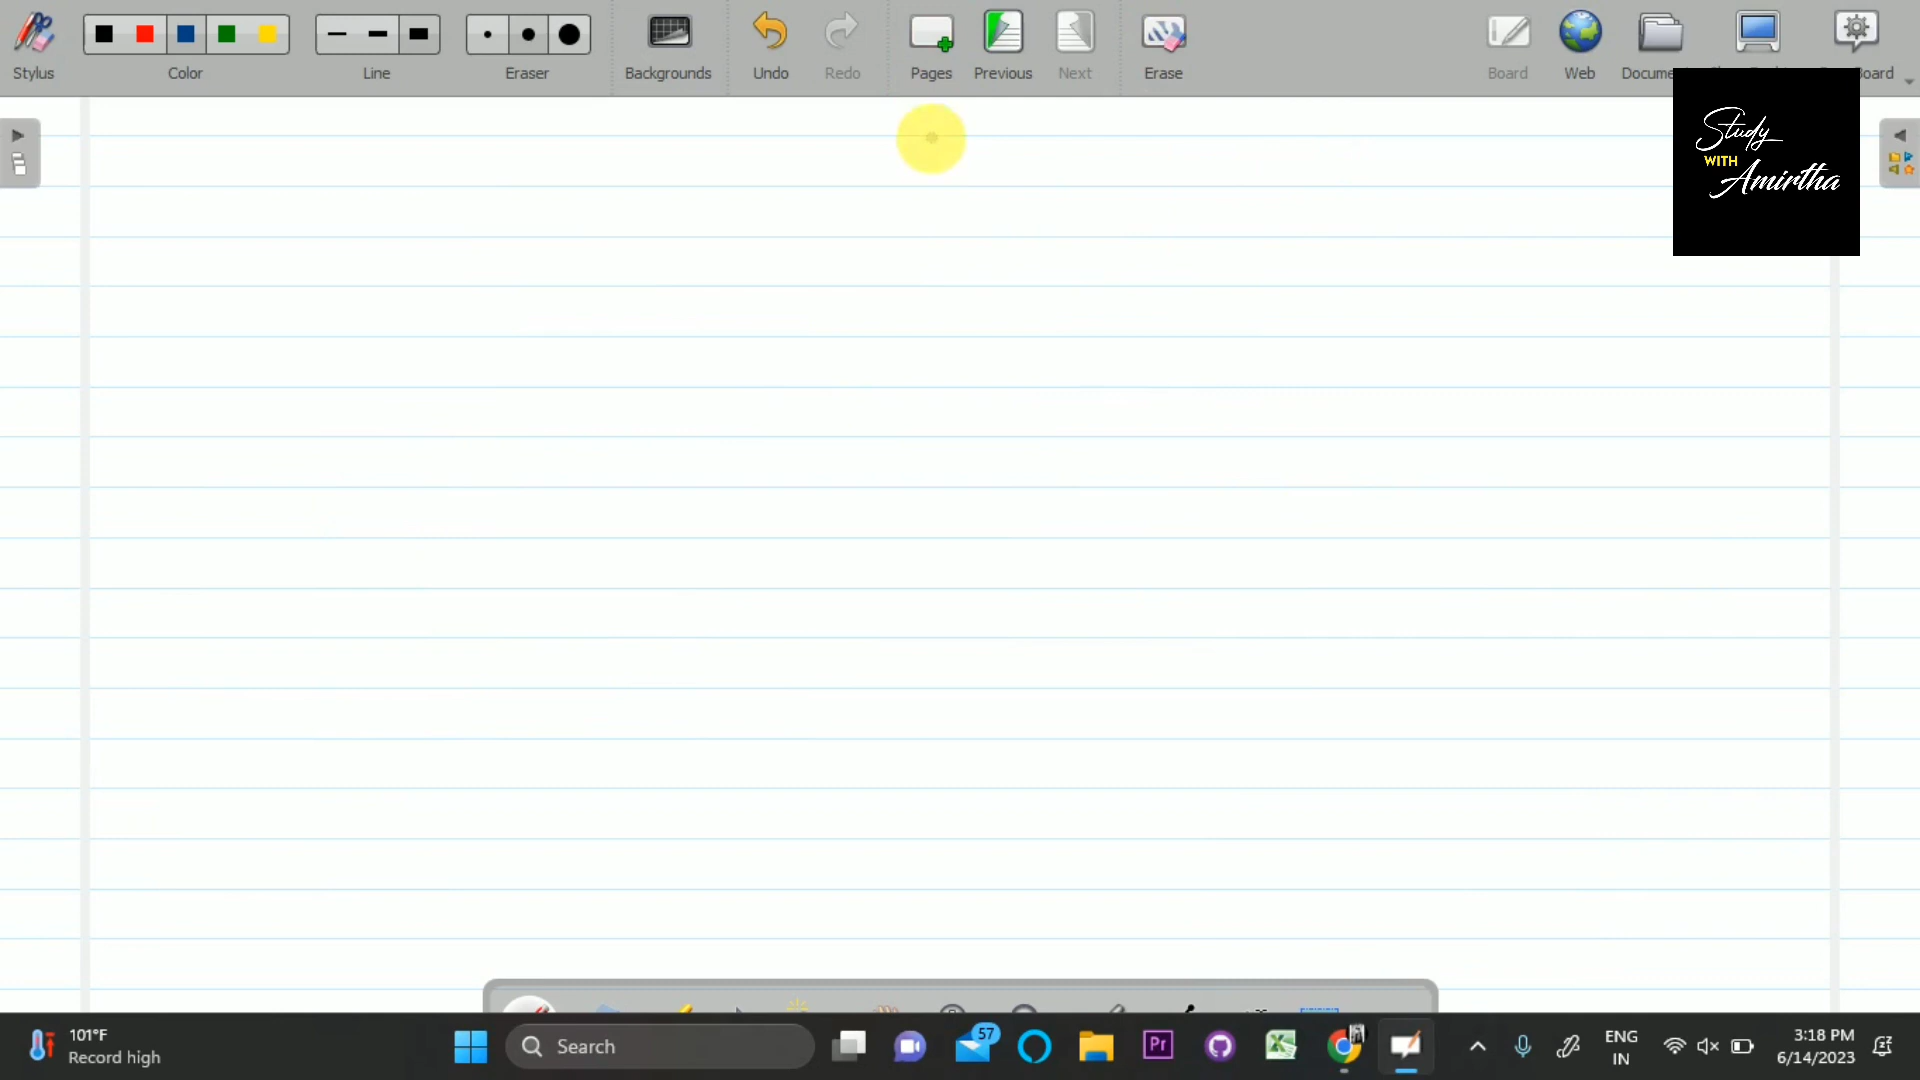 Stylus
Color
Line
Eraser
Backgrounds
Undo
Redo
Pages
Previous
Next
Erase
Board
Web
Study
WITH
Amirtha
101°F
Record high
Search
57
Pr
ENG
IN
3:18 PM
6/14/2023